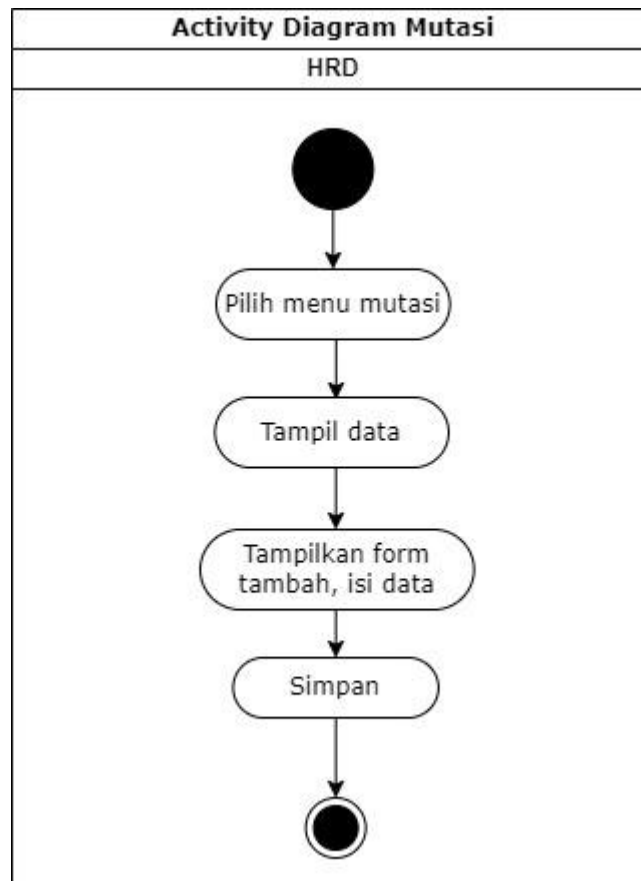 Activity Diagram Mutasi
HRD
Pilih menu mutasi
Tampil data
Tampilkan form
tambah, isi data
Simpan